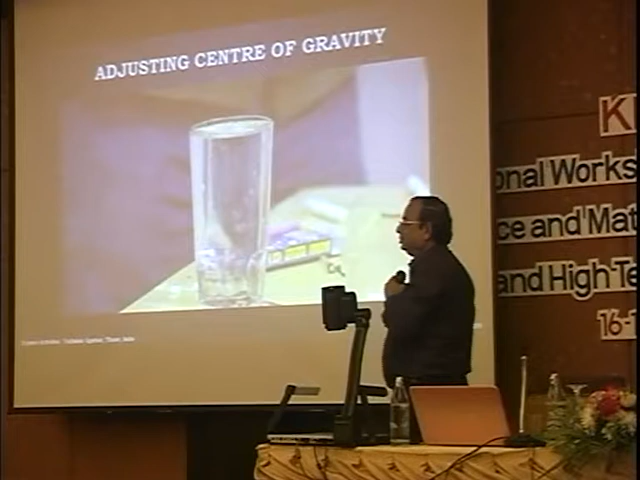 ADJUSTING CENTRE OF GRAVITY
K
onal Works
ce and Mat
and High Te
16-1